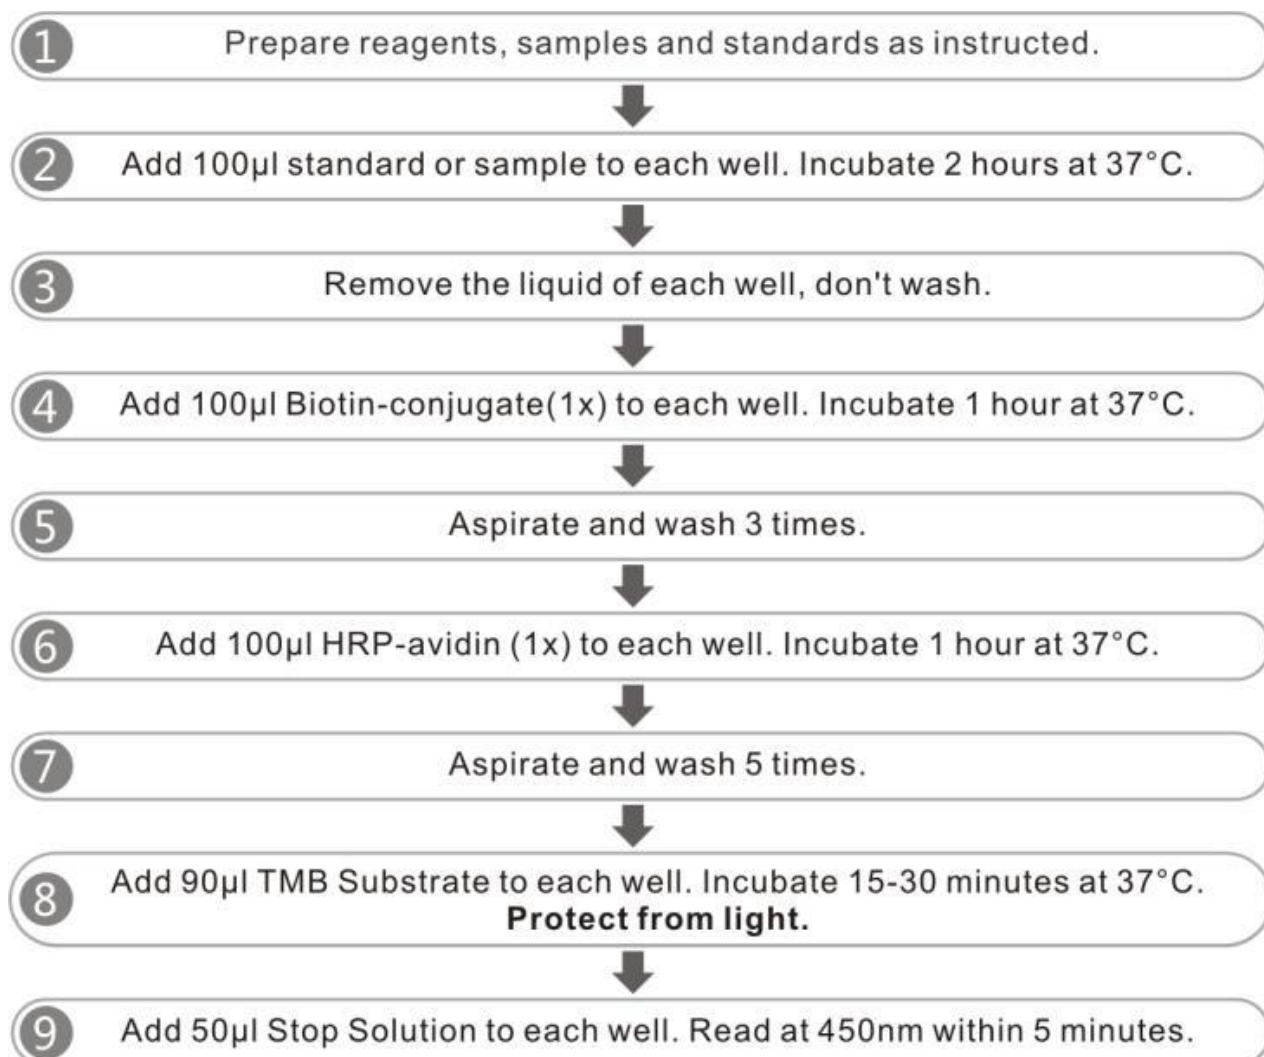 1 Prepare reagents, samples and standards as instructed.
2 Add 100μl standard or sample to each well. Incubate 2 hours at 37°C.
3 Remove the liquid of each well, don't wash.
4 Add 100μl Biotin-conjugate(1x) to each well. Incubate 1 hour at 37°C.
5 Aspirate and wash 3 times.
6 Add 100μl HRP-avidin (1x) to each well. Incubate 1 hour at 37°C.
7 Aspirate and wash 5 times.
8 Add 90μl TMB Substrate to each well. Incubate 15-30 minutes at 37°C.
Protect from light.
9 Add 50μl Stop Solution to each well. Read at 450nm within 5 minutes.